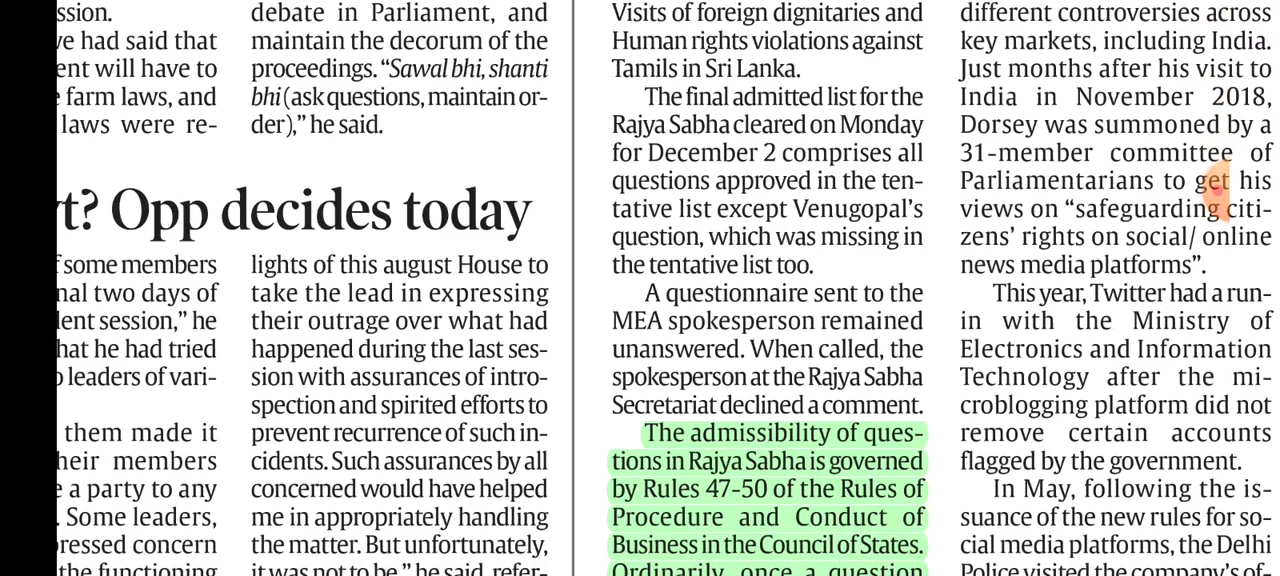 ssion.
ve had said that
ent will have to
farm laws, and
laws were re-
debate in Parliament, and
maintain the decorum of the
proceedings. “Sawal bhi, shanti
bhi (ask questions, maintain or-
der),” he said.
t? Opp decides today
some members
nal two days of
lent session,” he
hat he had tried
leaders of vari-
them made it
heir members
a party to any
. Some leaders,
ressed concern
the functioning
lights of this august House to
take the lead in expressing
their outrage over what had
happened during the last ses-
sion with assurances of intro-
spection and spirited efforts to
prevent recurrence of such in-
cidents. Such assurances by all
concerned would have helped
me in appropriately handling
the matter. But unfortunately,
it was not to be,” he said, refer-
Visits of foreign dignitaries and
Human rights violations against
Tamils in Sri Lanka.
The final admitted list for the
Rajya Sabha cleared on Monday
for December 2 comprises all
questions approved in the ten-
tative list except Venugopal’s
question, which was missing in
the tentative list too.
A questionnaire sent to the
MEA spokesperson remained
unanswered. When called, the
spokesperson at the Rajya Sabha
Secretariat declined a comment.
The admissibility of ques-
tions in Rajya Sabha is governed
by Rules 47-50 of the Rules of
Procedure and Conduct of
Business in the Council of States.
Ordinarily, once a question
different controversies across
key markets, including India.
Just months after his visit to
India in November 2018,
Dorsey was summoned by a
31-member committee of
Parliamentarians to get his
views on “safeguarding citi-
zens’ rights on social/ online
news media platforms”.
This year, Twitter had a run-
in with the Ministry of
Electronics and Information
Technology after the mi-
croblogging platform did not
remove certain accounts
flagged by the government.
In May, following the is-
suance of the new rules for so-
cial media platforms, the Delhi
Police visited the company’s of-